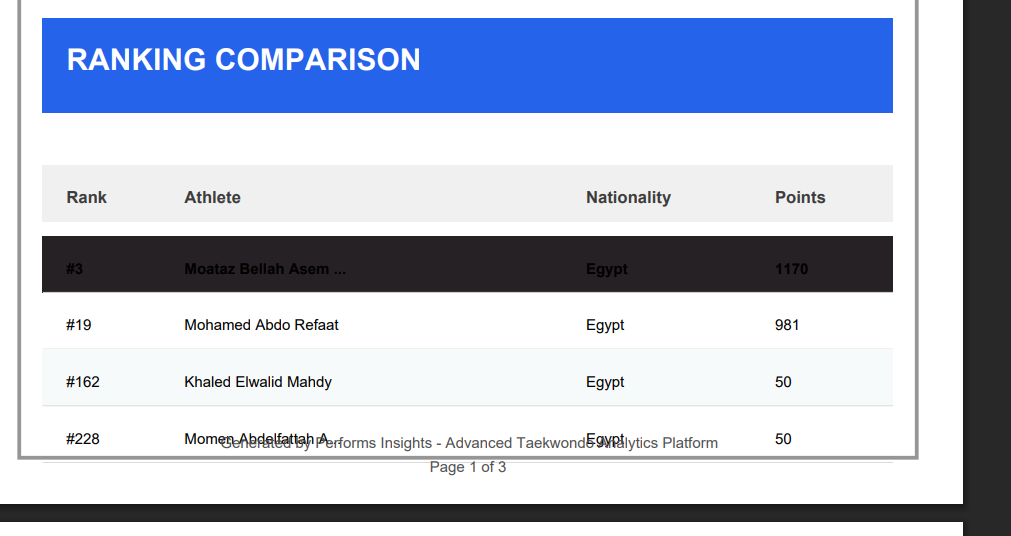 RANKING COMPARISON
Rank Athlete Nationality Points
#3 Moataz Bellah Asem ... Egypt 1170
#19 Mohamed Abdo Refaat Egypt 981
#162 Khaled Elwalid Mahdy Egypt 50
#228 Momen Abdelfattah A... Egypt 50
Generated by Performs Insights - Advanced Taekwondo Analytics Platform
Page 1 of 3